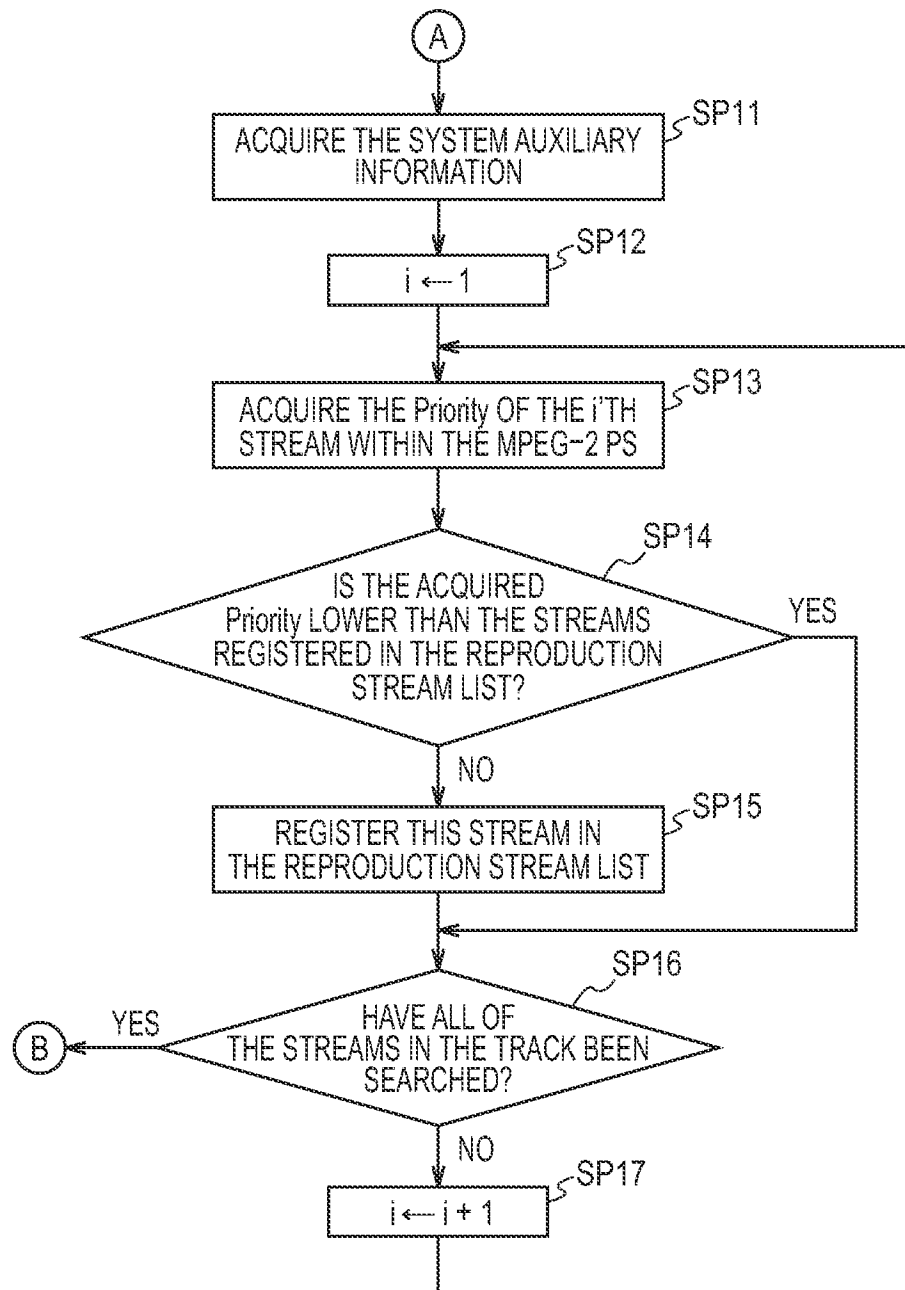 A
SP11
ACQUIRE THE SYSTEM AUXILIARY
INFORMATION
SP12
i ← 1
SP13
ACQUIRE THE Priority OF THE i'TH
STREAM WITHIN THE MPEG-2 PS
SP14
IS THE ACQUIRED
Priority LOWER THAN THE STREAMS
REGISTERED IN THE REPRODUCTION
STREAM LIST?
YES
NO
SP15
REGISTER THIS STREAM IN
THE REPRODUCTION STREAM LIST
SP16
HAVE ALL OF
THE STREAMS IN THE TRACK BEEN
SEARCHED?
YES
B
NO
SP17
i ← i + 1